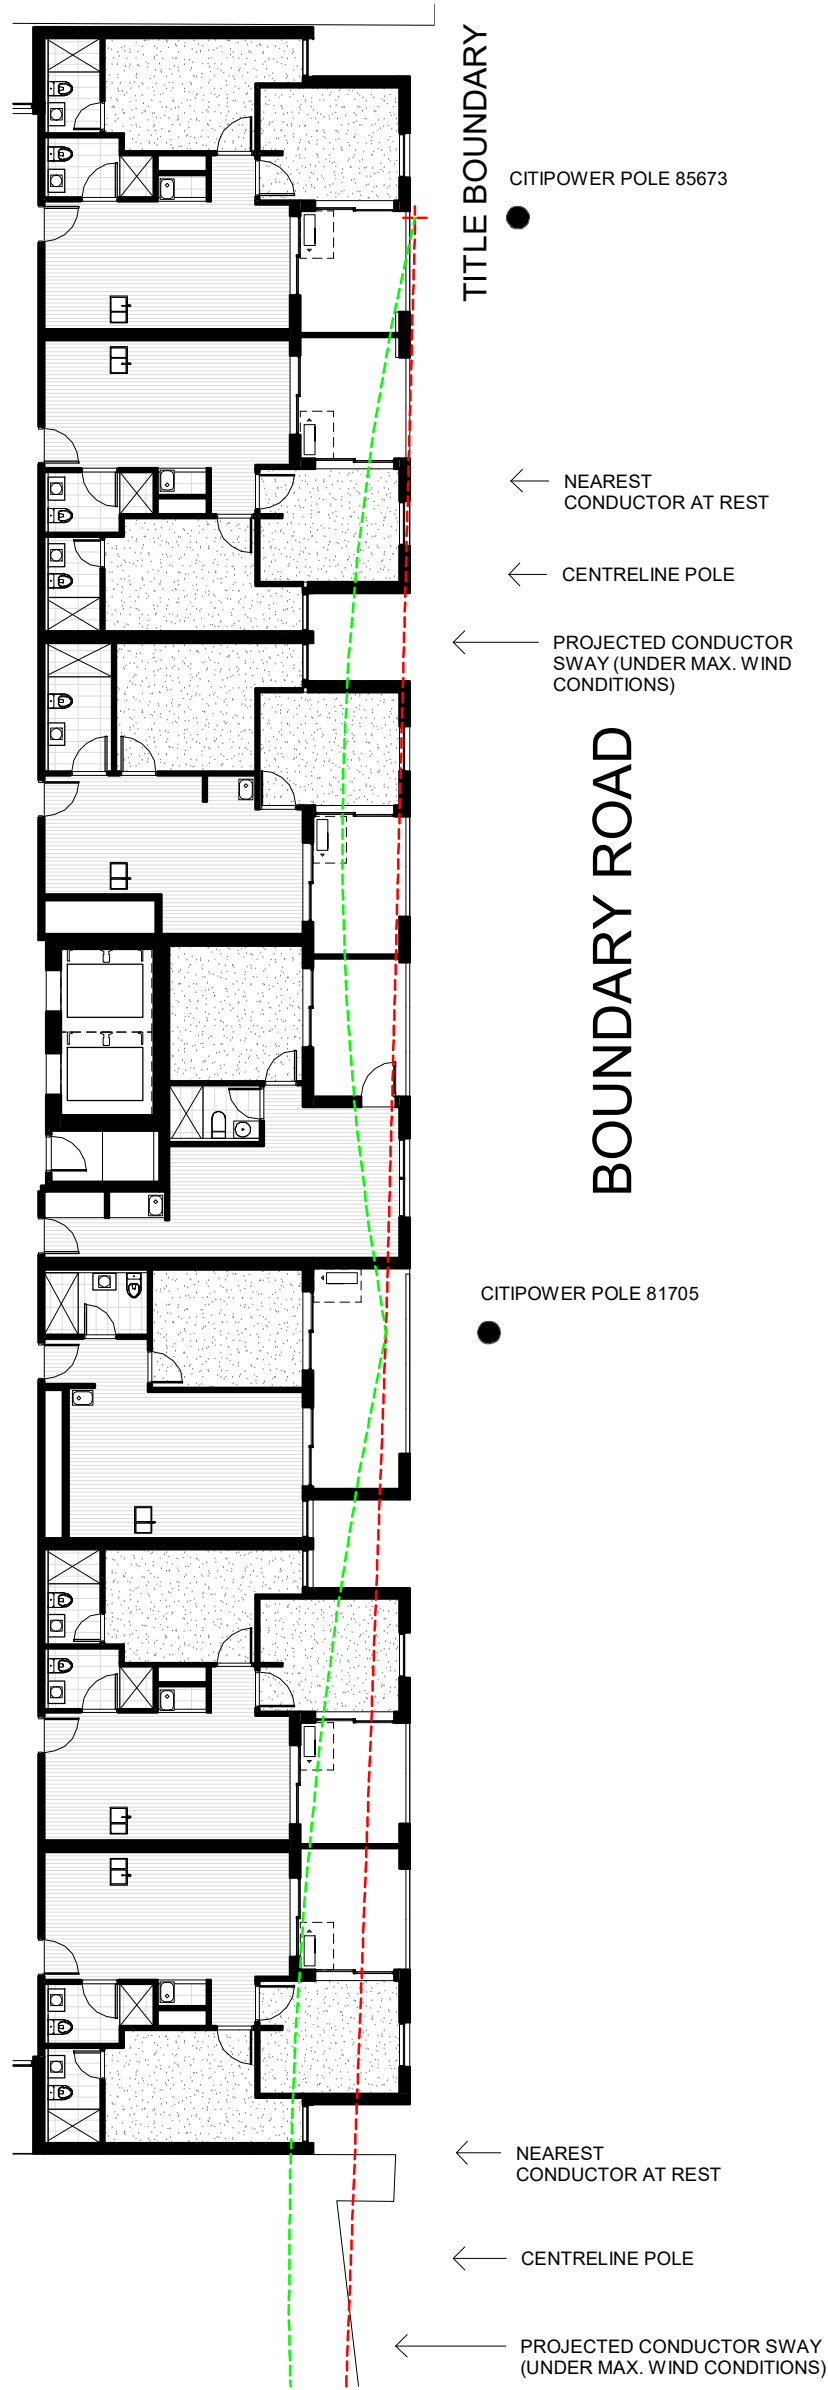 TITLE BOUNDARY
CITIPOWER POLE 85673
NEAREST
CONDUCTOR AT REST
CENTRELINE POLE
PROJECTED CONDUCTOR
SWAY (UNDER MAX. WIND
CONDITIONS)
BOUNDARY ROAD
CITIPOWER POLE 81705
NEAREST
CONDUCTOR AT REST
CENTRELINE POLE
PROJECTED CONDUCTOR SWAY
(UNDER MAX. WIND CONDITIONS)